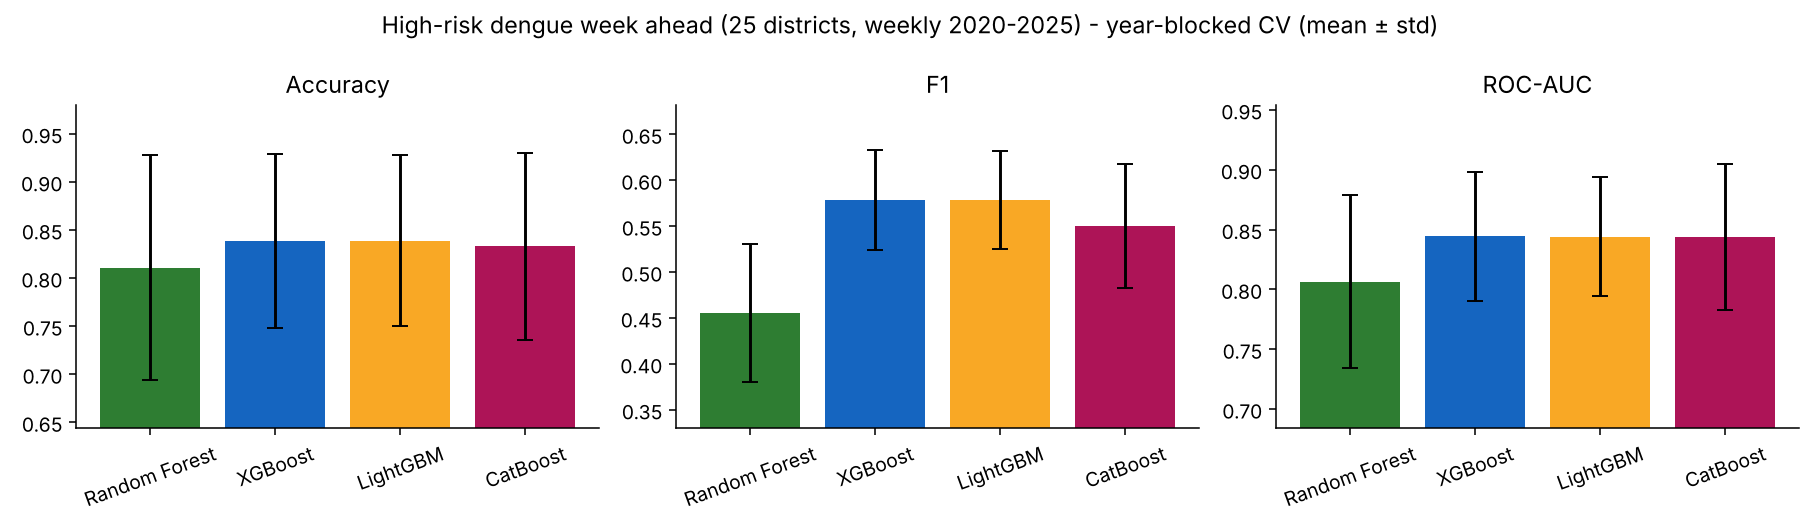 High-risk dengue week ahead (25 districts, weekly 2020-2025) - year-blocked CV (mean ± std)
Accuracy
0.95
0.90
0.85
0.80
0.75
0.70
0.65
Random Forest
XGBoost
LightGBM
CatBoost
F1
0.65
0.60
0.55
0.50
0.45
0.40
0.35
Random Forest
XGBoost
LightGBM
CatBoost
ROC-AUC
0.95
0.90
0.85
0.80
0.75
0.70
Random Forest
XGBoost
LightGBM
CatBoost